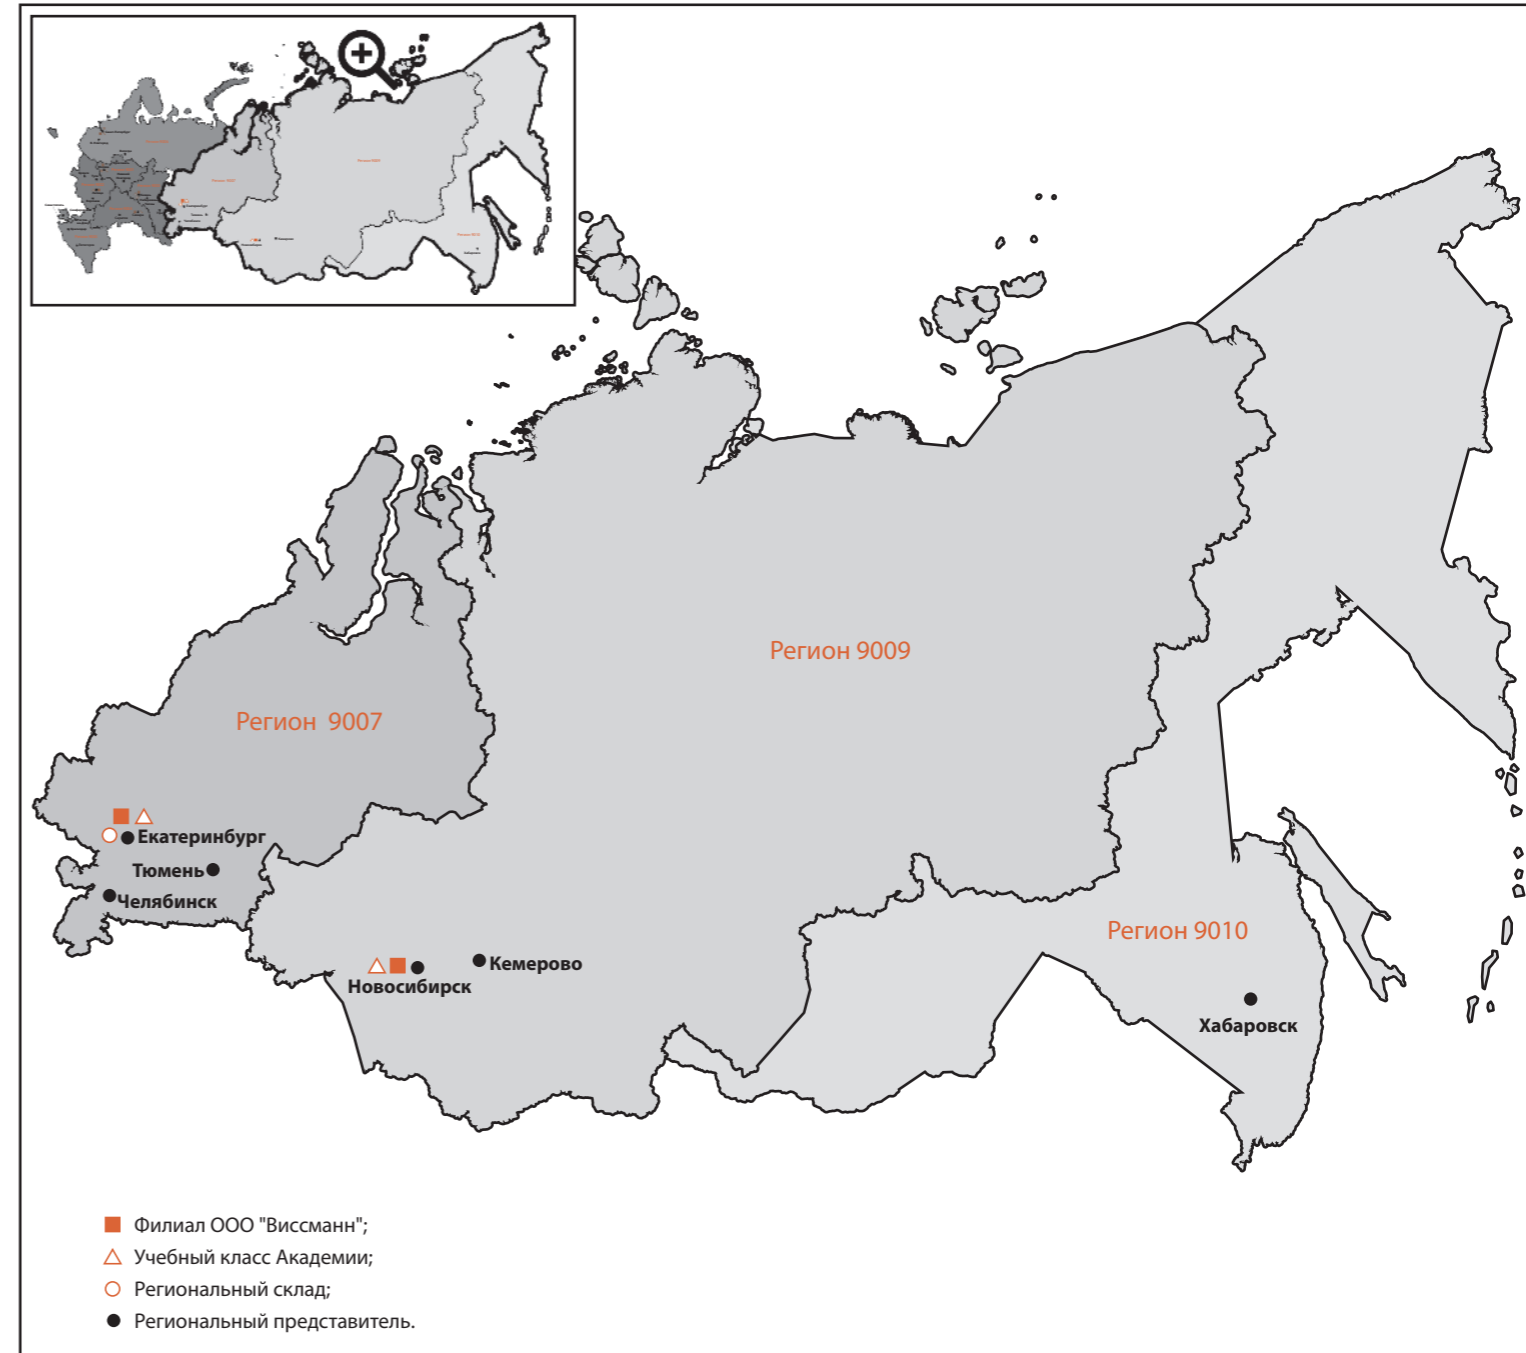 Регион 9009
Регион 9007
Екатеринбург
Тюмень
Челябинск
Регион 9010
Кемерово
Новосибирск
Хабаровск
Филиал ООО "Виссманн";
Учебный класс Академии;
Региональный склад;
Региональный представитель.